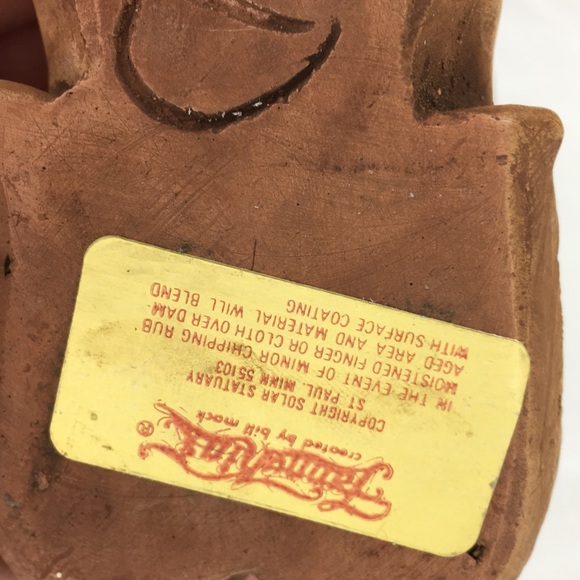 Jammerkins ®
created by bill mack
COPYRIGHT SOLAR STATUARY
ST PAUL, MINN 55103
IN THE EVENT OF MINOR CHIPPING RUB
MOISTENED FINGER OR CLOTH OVER DAM
AGED AREA AND MATERIAL WILL BLEND
WITH SURFACE COATING